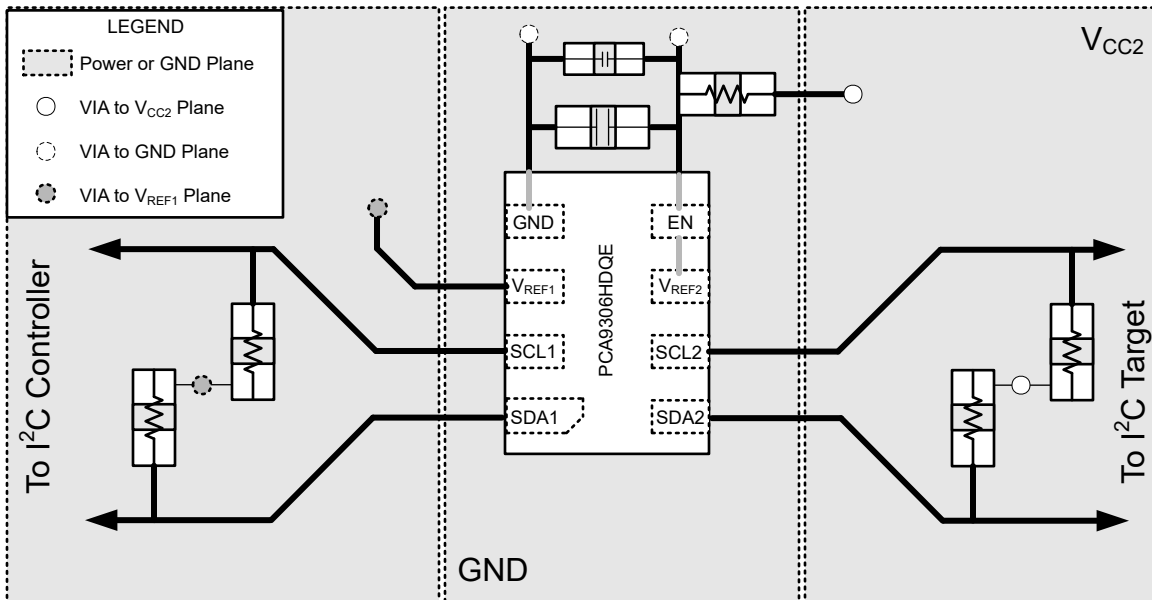 LEGEND
Power or GND Plane
VIA to VCC2 Plane
VIA to GND Plane
VIA to VREF1 Plane
VCC2
GND
EN
VREF1
VREF2
SCL1
SCL2
SDA1
SDA2
PCA9306HDQE
To I²C Controller
To I²C Target
GND